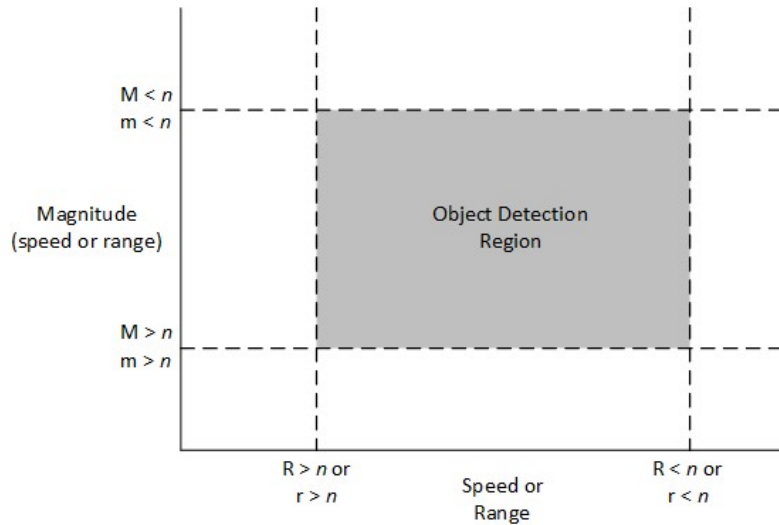 M < n
m < n
Magnitude
(speed or range)
Object Detection
Region
M > n
m > n
R > n or
r > n
Speed or
Range
R < n or
r < n